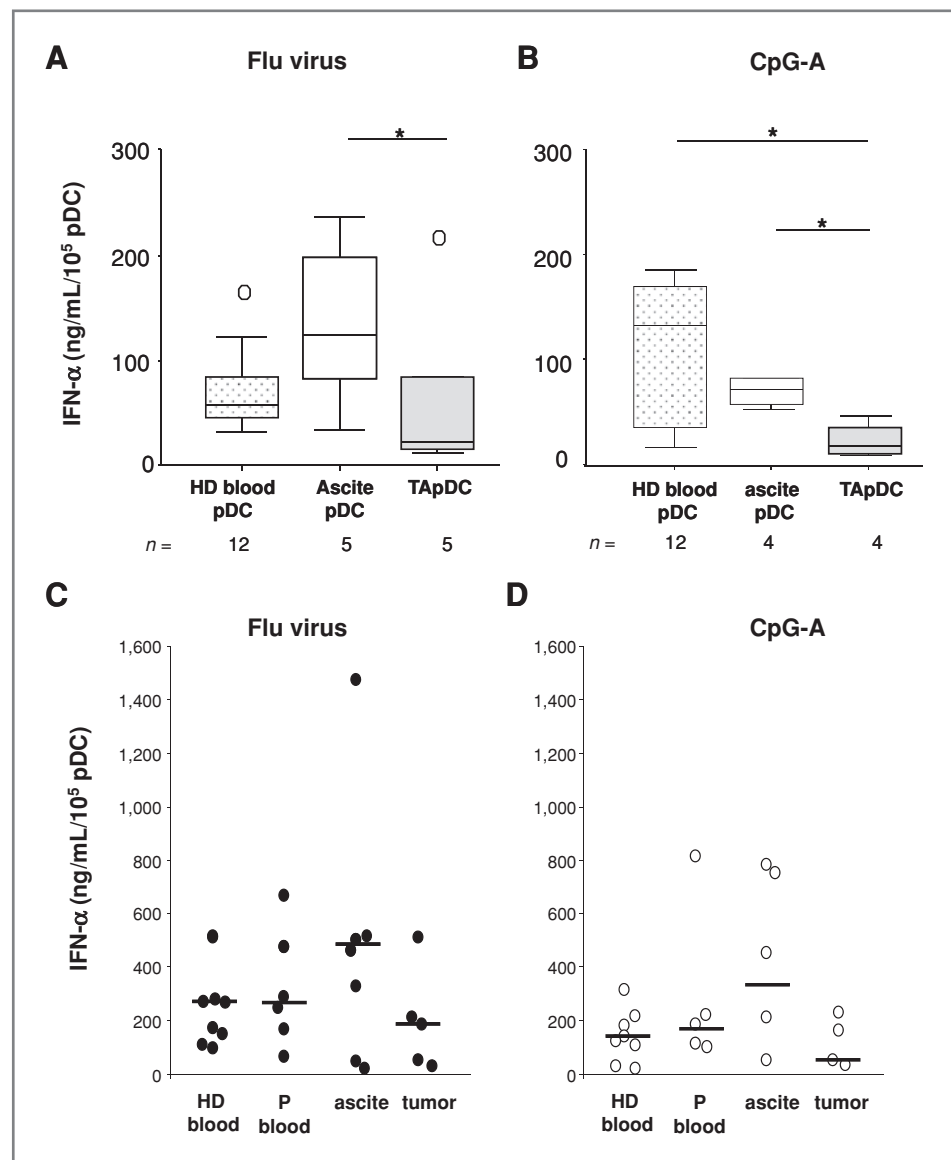 A
Flu virus
B
CpG-A
IFN-α (ng/mL/10⁵ pDC)
300
200
100
0
*
HD blood pDC
Ascite pDC
TApDC
n = 12 5 5
300
200
100
0
*
*
HD blood pDC
ascite pDC
TApDC
n = 12 4 4
C
Flu virus
D
CpG-A
IFN-α (ng/mL/10⁵ pDC)
1,600
1,400
1,200
1,000
800
600
400
200
0
HD blood
P blood
ascite
tumor
1,600
1,400
1,200
1,000
800
600
400
200
0
HD blood
P blood
ascite
tumor